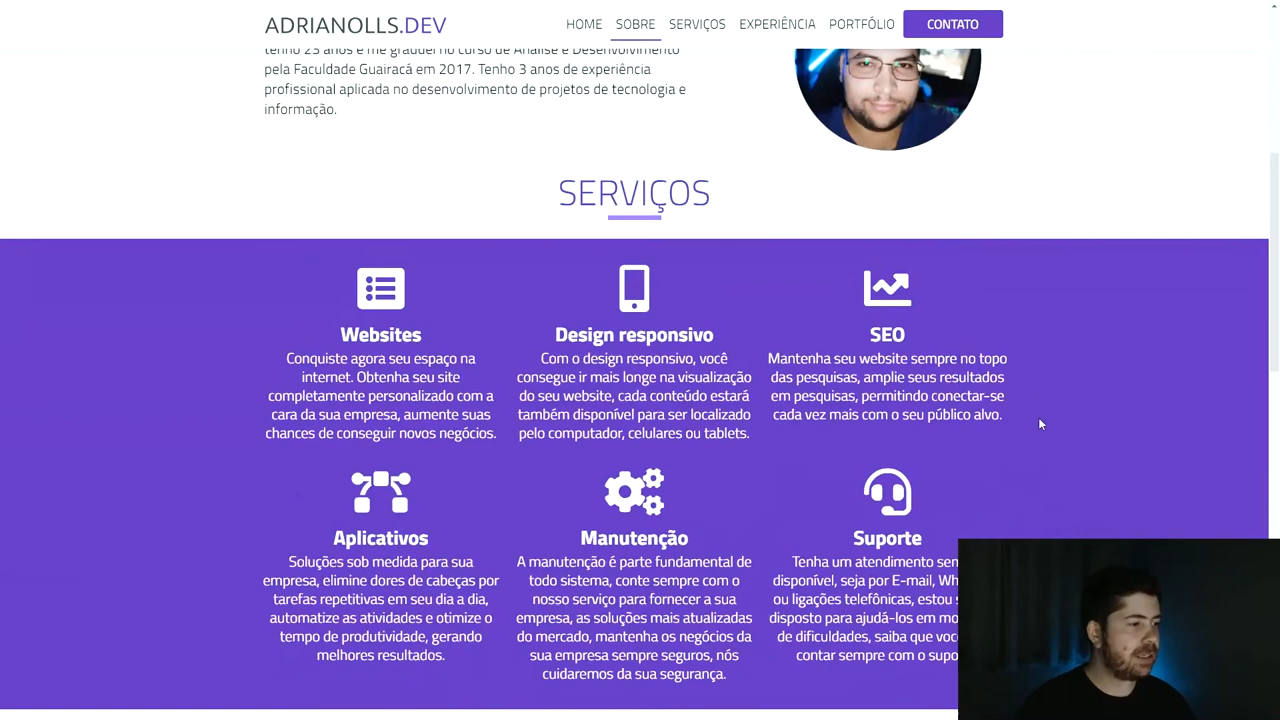 ADRIANOLLS.DEV
HOME SOBRE SERVIÇOS EXPERIÊNCIA PORTFÓLIO CONTATO
tenho 23 anos e me graduei no curso de Análise e Desenvolvimento
pela Faculdade Guairacá em 2017. Tenho 3 anos de experiência
profissional aplicada no desenvolvimento de projetos de tecnologia e
informação.
SERVIÇOS
Websites
Conquiste agora seu espaço na
internet. Obtenha seu site
completamente personalizado com a
cara da sua empresa, aumente suas
chances de conseguir novos negócios.
Design responsivo
Com o design responsivo, você
consegue ir mais longe na visualização
do seu website, cada conteúdo estará
também disponível para ser localizado
pelo computador, celulares ou tablets.
SEO
Mantenha seu website sempre no topo
das pesquisas, amplie seus resultados
em pesquisas, permitindo conectar-se
cada vez mais com o seu público alvo.
Aplicativos
Soluções sob medida para sua
empresa, elimine dores de cabeças por
tarefas repetitivas em seu dia a dia,
automatize as atividades e otimize o
tempo de produtividade, gerando
melhores resultados.
Manutenção
A manutenção é parte fundamental de
todo sistema, conte sempre com o
nosso serviço para fornecer a sua
empresa, as soluções mais atualizadas
do mercado, mantenha os negócios da
sua empresa sempre seguros, nós
cuidaremos da sua segurança.
Suporte
Tenha um atendimento
disponível, seja por E-mail,
ou ligações telefônicas, estou
disposto para ajudá-los em
de dificuldades, saiba que
contar sempre com o